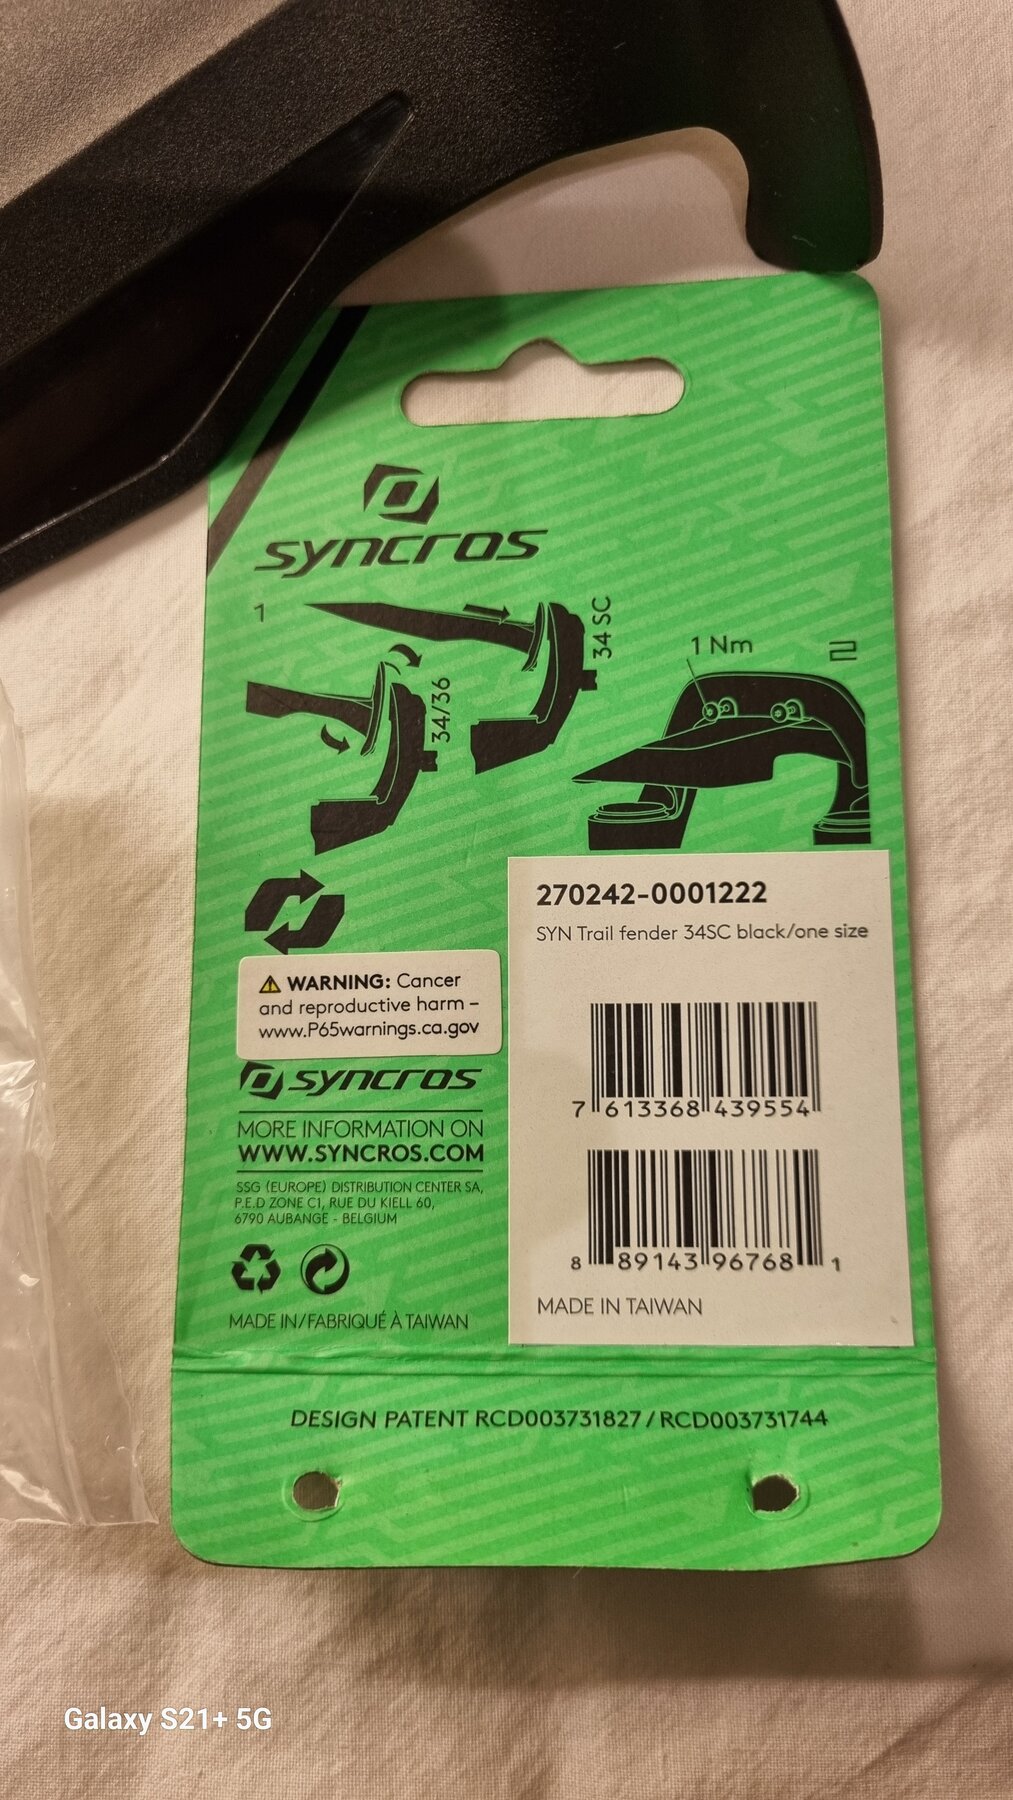 syncros
1
34 SC
34/36
1 Nm
2
270242-0001222
SYN Trail fender 34SC black/one size
⚠ WARNING: Cancer
and reproductive harm –
www.P65warnings.ca.gov
syncros
MORE INFORMATION ON
WWW.SYNCROS.COM
SSG (EUROPE) DISTRIBUTION CENTER SA,
P.E.D ZONE C1, RUE DU KIELL 60,
6790 AUBANGE - BELGIUM
MADE IN/FABRIQUÉ À TAIWAN
7 613368 439554
8 89143 96768 1
MADE IN TAIWAN
DESIGN PATENT RCD003731827 / RCD003731744
Galaxy S21+ 5G